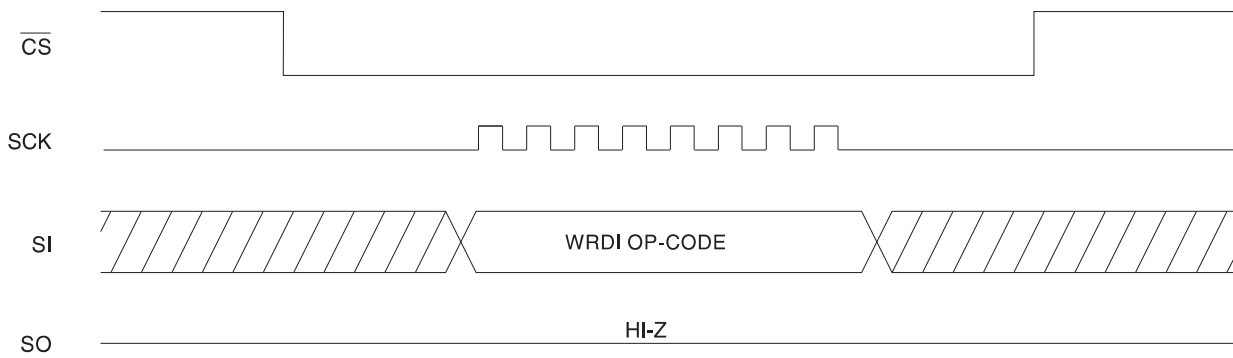 CS
SCK
SI
WRDI OP-CODE
HI-Z
SO